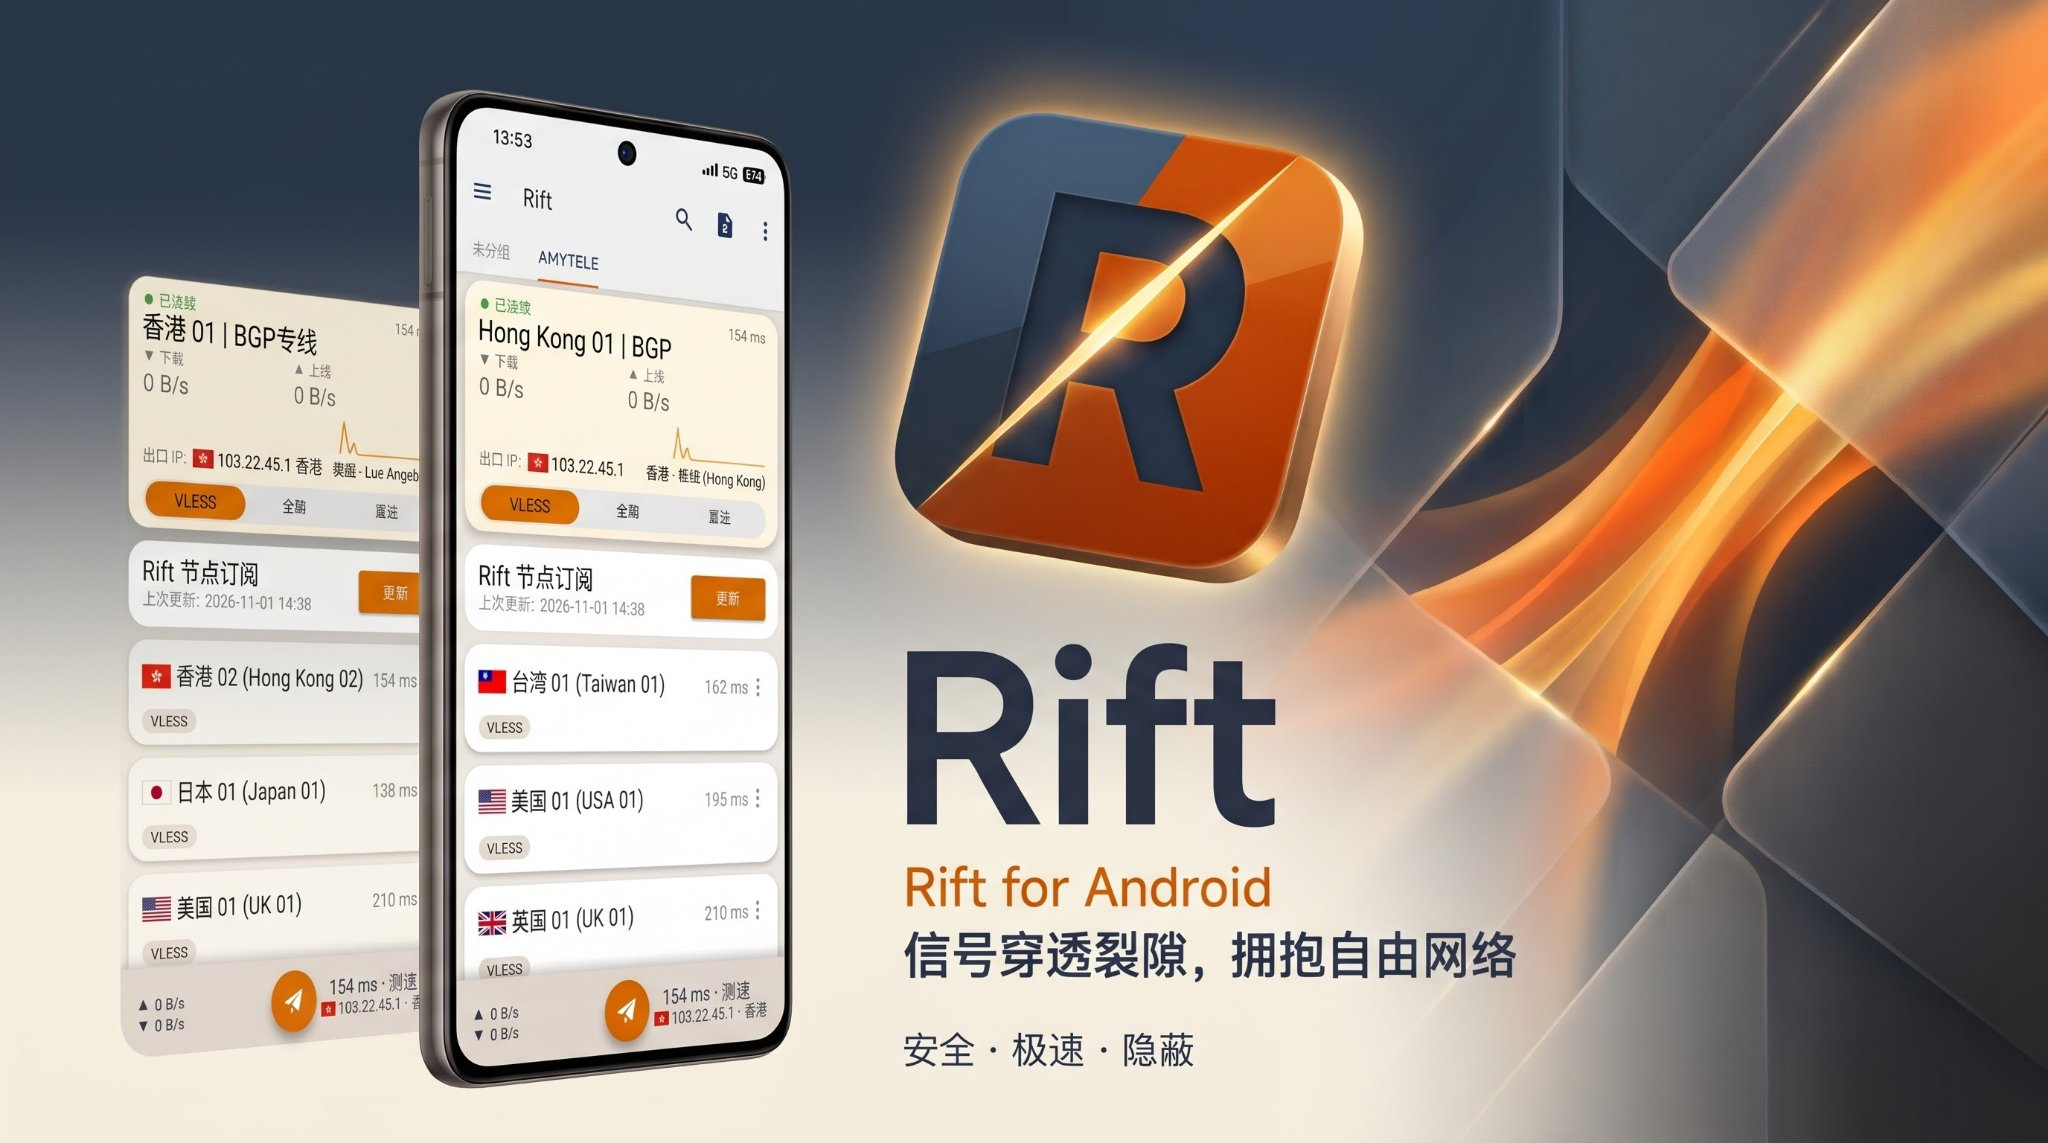 香港 01 | BGP专线
154 m
▼ 下载
▲ 上线
0 B/s
0 B/s
出口 IP: 103.22.45.1 香港
- Lue Angeb
VLESS
Rift 节点订阅
上次更新: 2026-11-01 14:38
更新
香港 02 (Hong Kong 02)
154 ms
VLESS
日本 01 (Japan 01)
138 ms
VLESS
美国 01 (UK 01)
210 ms
VLESS
▲ 0 B/s
▼ 0 B/s
154 ms · 测速
103.22.45.1 ·
13:53
5G E74
Rift
未分组
AMYTELE
Hong Kong 01 | BGP
154 ms
▼ 下载
▲ 上线
0 B/s
0 B/s
出口 IP: 103.22.45.1
香港 · (Hong Kong)
VLESS
Rift 节点订阅
上次更新: 2026-11-01 14:38
更新
台湾 01 (Taiwan 01)
162 ms
VLESS
美国 01 (USA 01)
195 ms
VLESS
英国 01 (UK 01)
210 ms
VLESS
▲ 0 B/s
▼ 0 B/s
154 ms · 测速
103.22.45.1 · 香港
R
Rift
Rift for Android
信号穿透裂隙，拥抱自由网络
安全 · 极速 · 隐蔽